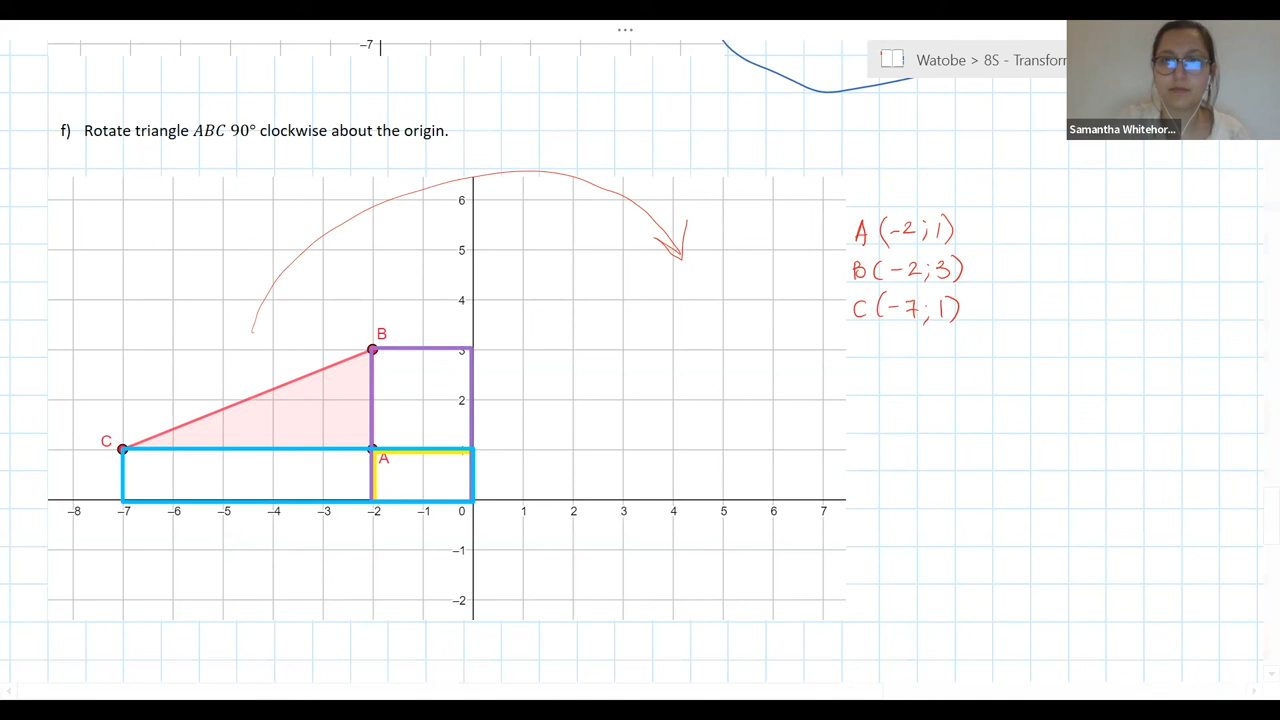 −7
Watobe > 8S - Transfor
Samantha Whitehor...
f) Rotate triangle ABC 90° clockwise about the origin.
6
5
4
3
2
−8 −7 −6 −5 −4 −3 −2 −1 0 1 2 3 4 5 6 7
−1
−2
B
C
A
A (-2 ; 1)
B (-2 ; 3)
C (-7 ; 1)